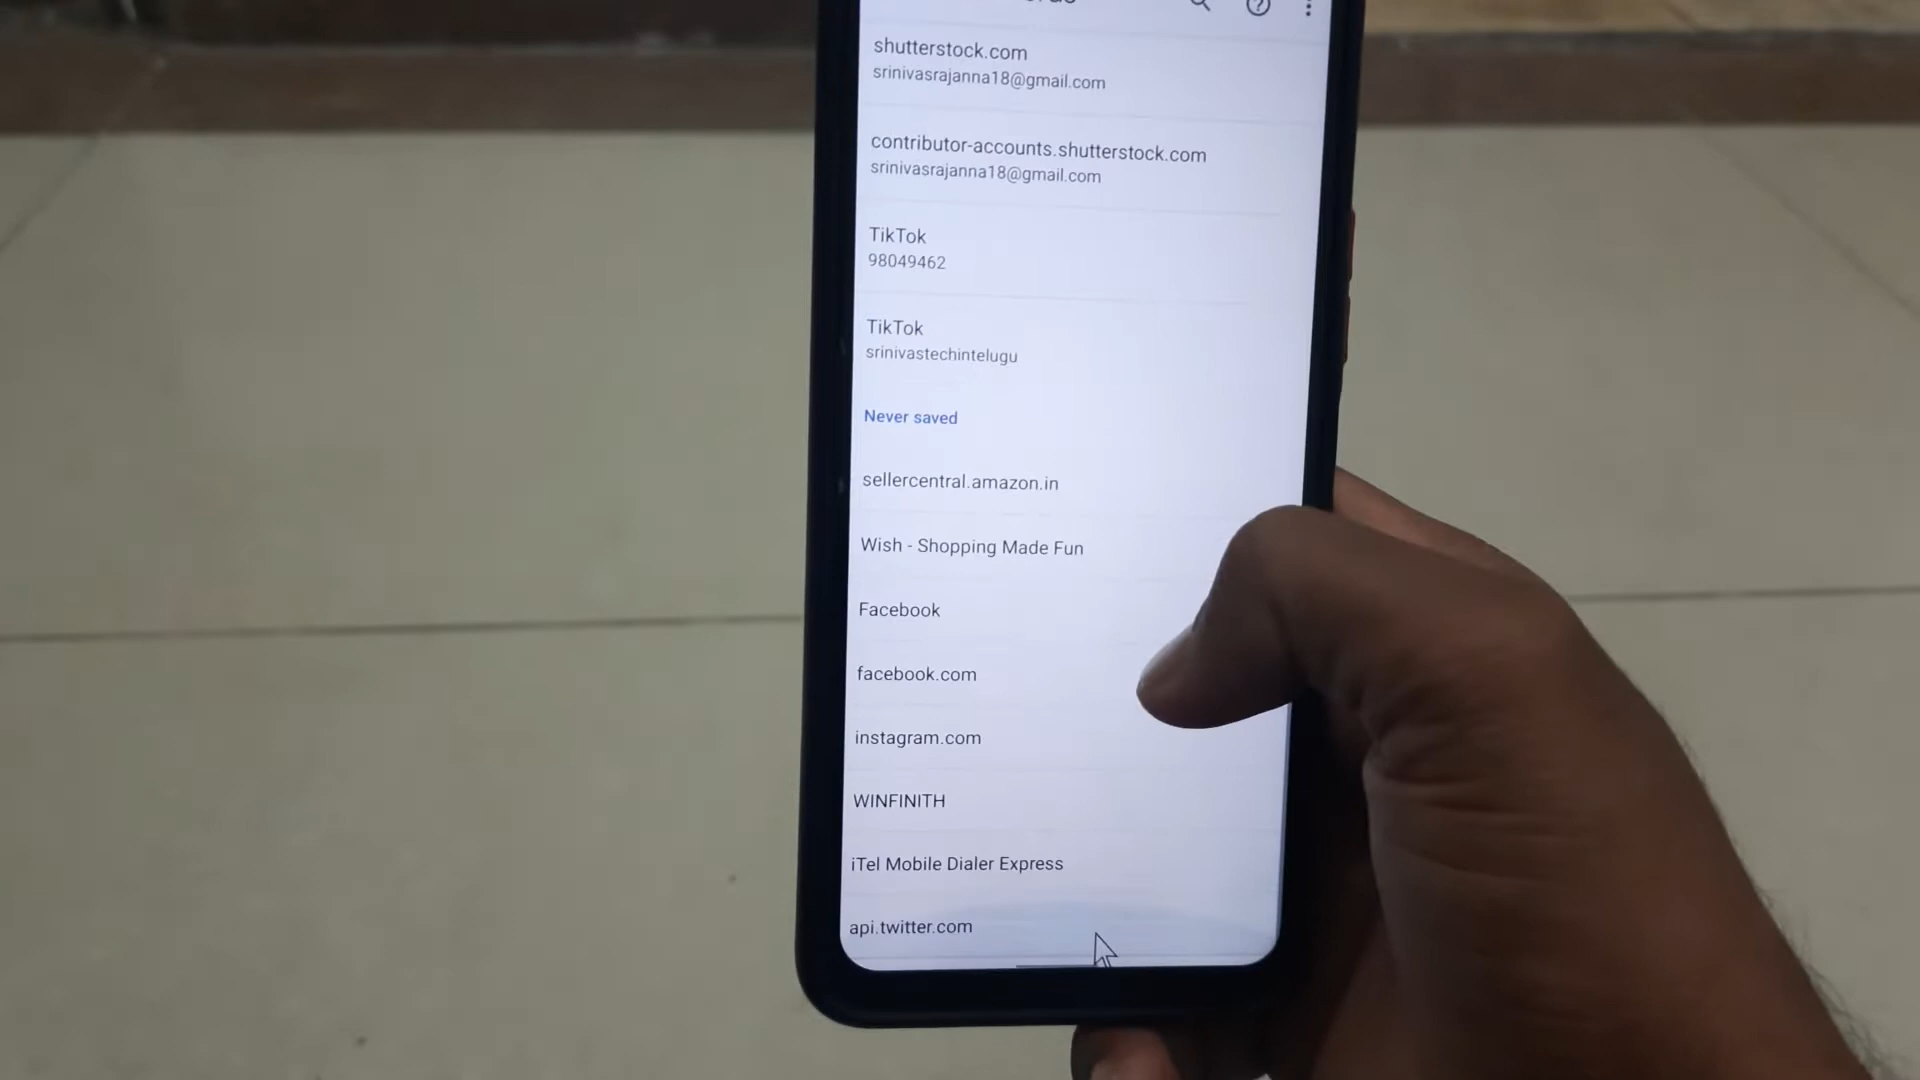 shutterstock.com
srinivasrajanna18@gmail.com
contributor-accounts.shutterstock.com
srinivasrajanna18@gmail.com
TikTok
98049462
TikTok
srinivastechintelugu
Never saved
sellercentral.amazon.in
Wish - Shopping Made Fun
Facebook
facebook.com
instagram.com
WINFINITH
iTel Mobile Dialer Express
api.twitter.com